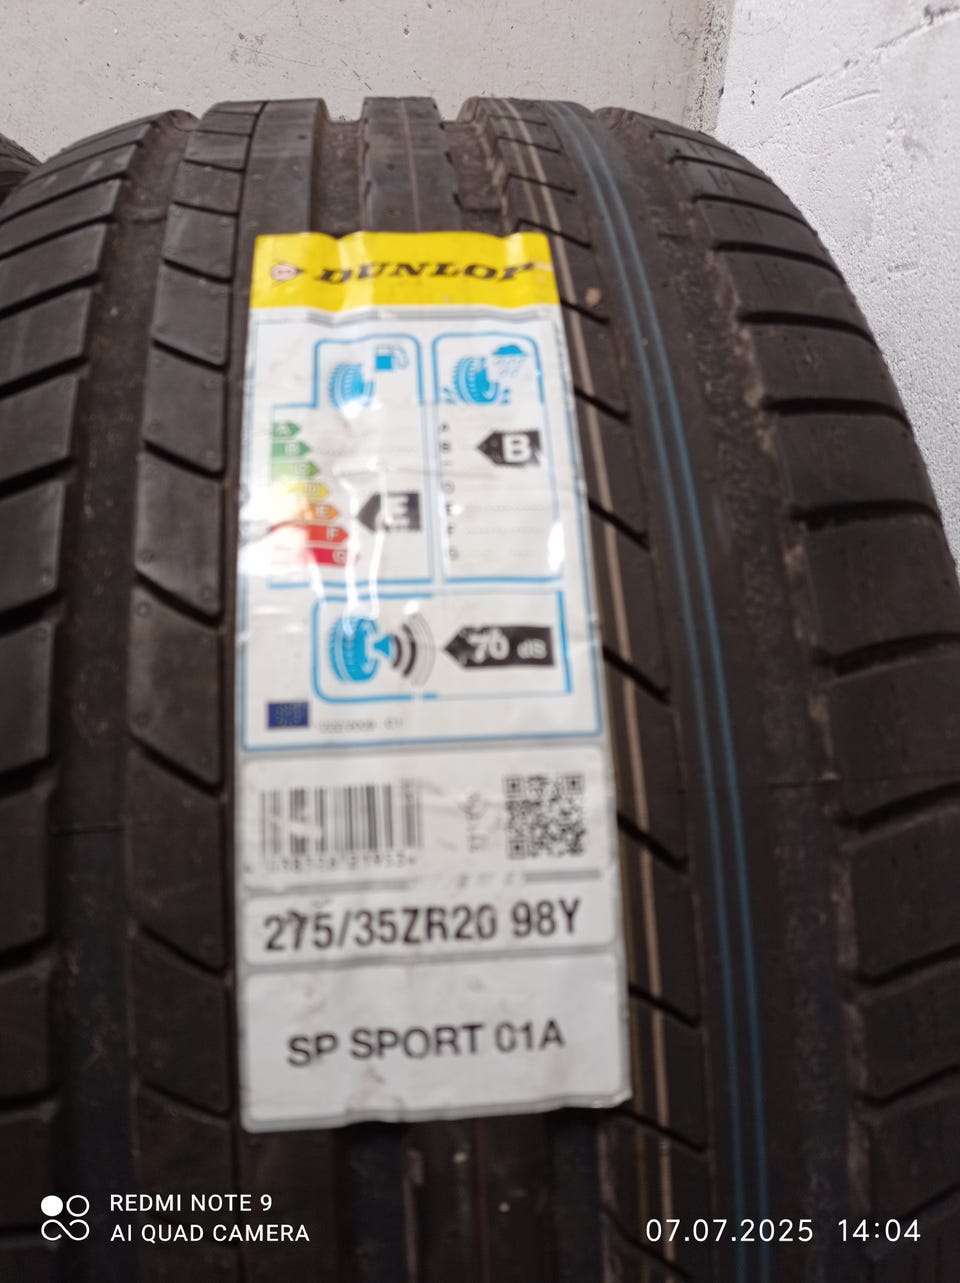 DUNLOP
A
B
D
E
F
G
E
A
B
D
E
F
G
B
70 dB
275/35ZR20 98Y
SP SPORT 01A
REDMI NOTE 9
AI QUAD CAMERA
07.07.2025 14:04